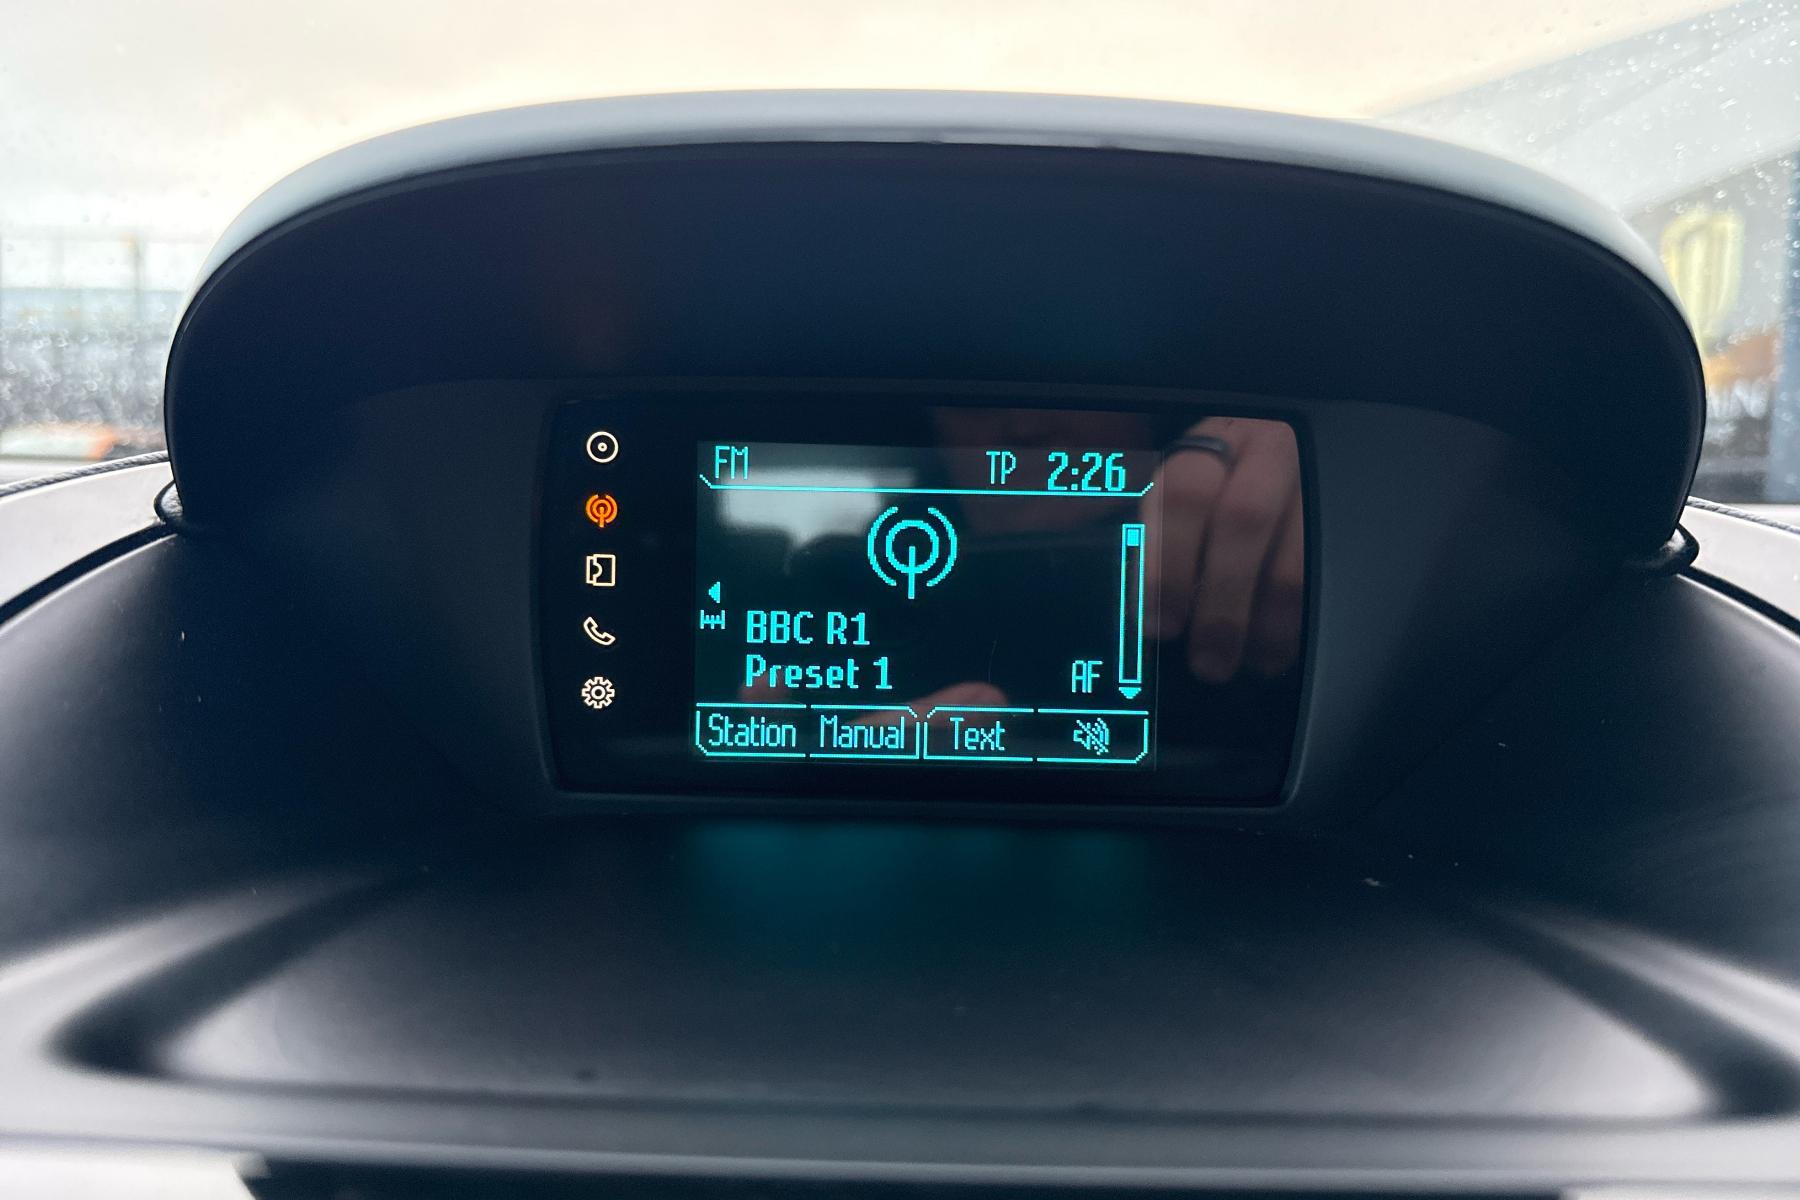 FM TP 2:26
BBC R1
Preset 1 AF
Station Manual Text